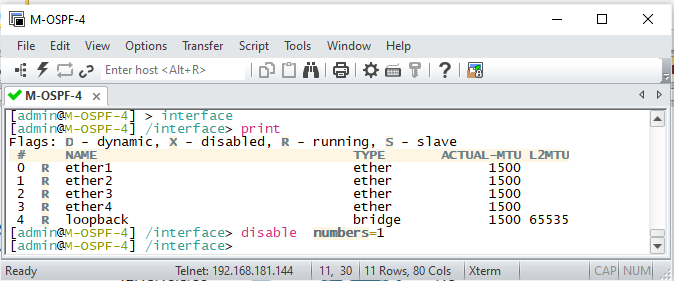 M-OSPF-4
File Edit View Options Transfer Script Tools Window Help
Enter host <Alt+R>
M-OSPF-4 ×
[admin@M-OSPF-4] > interface
[admin@M-OSPF-4] /interface> print
Flags: D - dynamic, X - disabled, R - running, S - slave
# NAME TYPE ACTUAL-MTU L2MTU
0 R ether1 ether 1500
1 R ether2 ether 1500
2 R ether3 ether 1500
3 R ether4 ether 1500
4 R loopback bridge 1500 65535
[admin@M-OSPF-4] /interface> disable numbers=1
[admin@M-OSPF-4] /interface>
Ready Telnet: 192.168.181.144 11, 30 11 Rows, 80 Cols Xterm CAP NUM